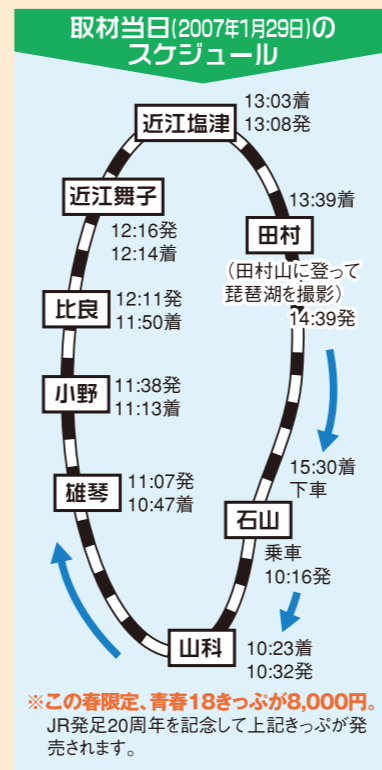 取材当日(2007年1月29日)の
スケジュール
近江塩津
13:03着
13:08発
近江舞子
12:16発
12:14着
13:39着
田村
(田村山に登って
琵琶湖を撮影)
14:39発
比良
12:11発
11:50着
小野
11:38発
11:13着
雄琴
11:07発
10:47着
15:30着
下車
石山
乗車
10:16発
山科
10:23着
10:32発
※この春限定、青春18きっぷが8,000円。
JR発足20周年を記念して上記きっぷが発
売されます。